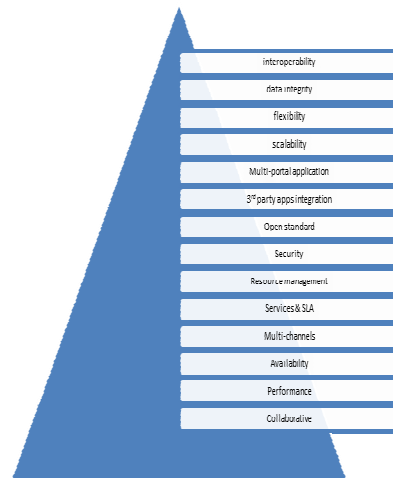 interoperability
data integrity
flexibility
scalability
Multi-portal application
3rd party apps integration
Open standard
Security
Resource management
Services & SLA
Multi-channels
Availability
Performance
Collaborative